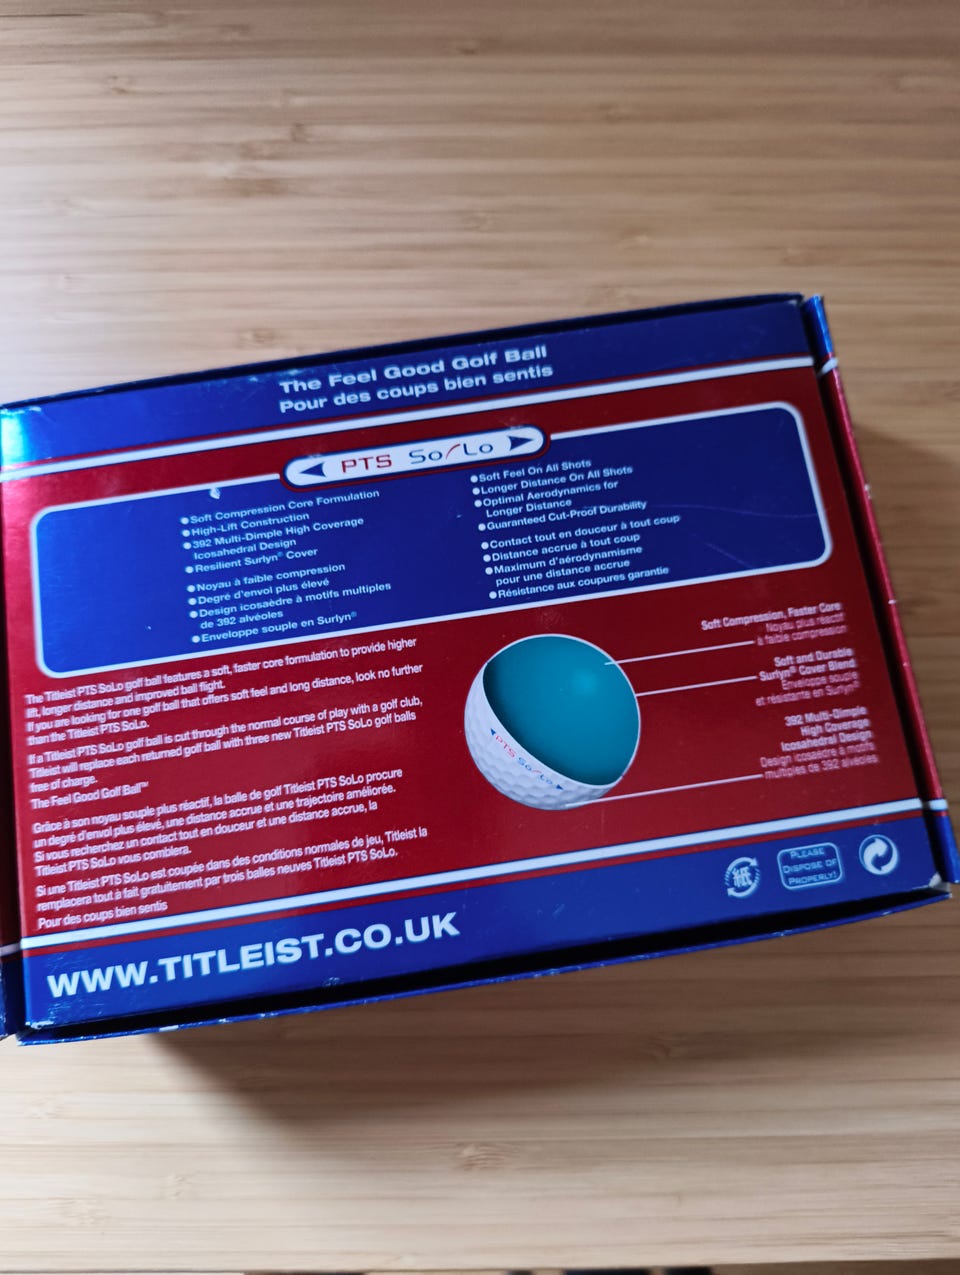 The Feel Good Golf Ball
Pour des coups bien sentis
PTS SoLo
Soft Compression Core Formulation
High-Lift Construction
392 Multi-Dimple High Coverage
Icosahedral Design
Resilient Surlyn® Cover
Noyau à faible compression
Degré d'envol plus élevé
Design icosaèdre à motifs multiples
de 392 alvéoles
Enveloppe souple en Surlyn®
Soft Feel On All Shots
Longer Distance On All Shots
Optimal Aerodynamics for
Longer Distance
Guaranteed Cut-Proof Durability
Contact tout en douceur à tout coup
Distance accrue à tout coup
Maximum d'aérodynamisme
pour une distance accrue
Résistance aux coupures garantie
The Titleist PTS SoLo golf ball features a soft, faster core formulation to provide higher
lift, longer distance and improved ball flight.
If you are looking for one golf ball that offers soft feel and long distance, look no further
than the Titleist PTS SoLo.
If a Titleist PTS SoLo golf ball is cut through the normal course of play with a golf club,
Titleist will replace each returned golf ball with three new Titleist PTS SoLo golf balls
free of charge.
The Feel Good Golf Ball™
Grâce à son noyau souple plus réactif, la balle de golf Titleist PTS SoLo procure
un degré d'envol plus élevé, une distance accrue et une trajectoire améliorée.
Si vous recherchez un contact tout en douceur et une distance accrue, la
Titleist PTS SoLo vous comblera.
Si une Titleist PTS SoLo est coupée dans des conditions normales de jeu, Titleist la
remplacera tout à fait gratuitement par trois balles neuves Titleist PTS SoLo.
Pour des coups bien sentis
Soft Compression, Faster Core
Noyau plus réactif
à faible compression
Soft and Durable
Surlyn® Cover Blend
Enveloppe souple
et résistante en Surlyn®
392 Multi-Dimple
High Coverage
Icosahedral Design
Design icosaèdre à motifs
multiples de 392 alvéoles
PTS SoLo
WWW.TITLEIST.CO.UK
紙
PLEASE
DISPOSE OF
PROPERLY!